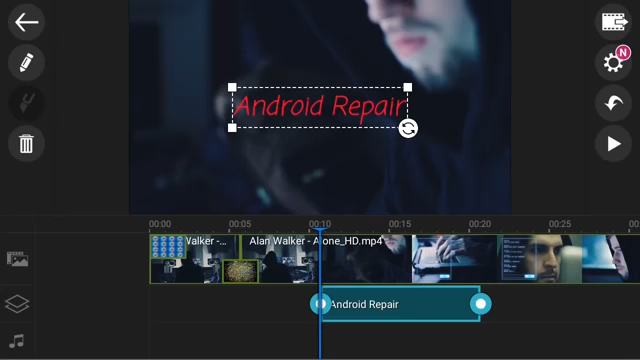 N
Android Repair
00:00 00:05 00:10 00:15 00:20 00:25
Walker -... Alan Walker - Alone_HD.mp4
Android Repair